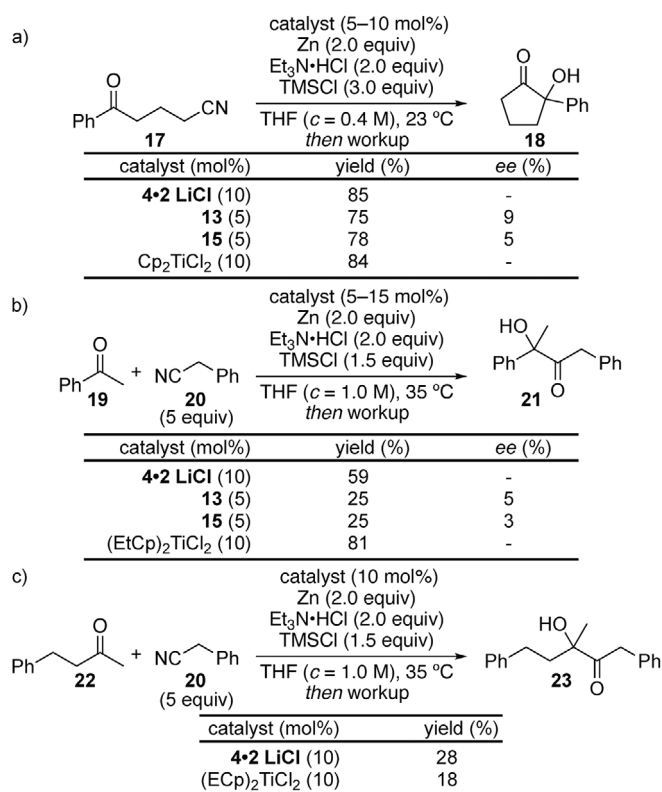 a)
catalyst (5–10 mol%)
Zn (2.0 equiv)
Et3N•HCl (2.0 equiv)
TMSCl (3.0 equiv)
THF (c = 0.4 M), 23 ºC
then workup
O
Ph
CN
17
O
OH
Ph
18
catalyst (mol%) yield (%) ee (%)
4•2 LiCl (10) 85 -
13 (5) 75 9
15 (5) 78 5
Cp2TiCl2 (10) 84 -
b)
catalyst (5–15 mol%)
Zn (2.0 equiv)
Et3N•HCl (2.0 equiv)
TMSCl (1.5 equiv)
THF (c = 1.0 M), 35 ºC
then workup
O
Ph
19
+
NC
Ph
20
(5 equiv)
HO
Ph
Ph
O
21
catalyst (mol%) yield (%) ee (%)
4•2 LiCl (10) 59 -
13 (5) 25 5
15 (5) 25 3
(EtCp)2TiCl2 (10) 81 -
c)
catalyst (10 mol%)
Zn (2.0 equiv)
Et3N•HCl (2.0 equiv)
TMSCl (1.5 equiv)
THF (c = 1.0 M), 35 ºC
then workup
O
Ph
22
+
NC
Ph
20
(5 equiv)
HO
Ph
Ph
O
23
catalyst (mol%) yield (%)
4•2 LiCl (10) 28
(ECp)2TiCl2 (10) 18